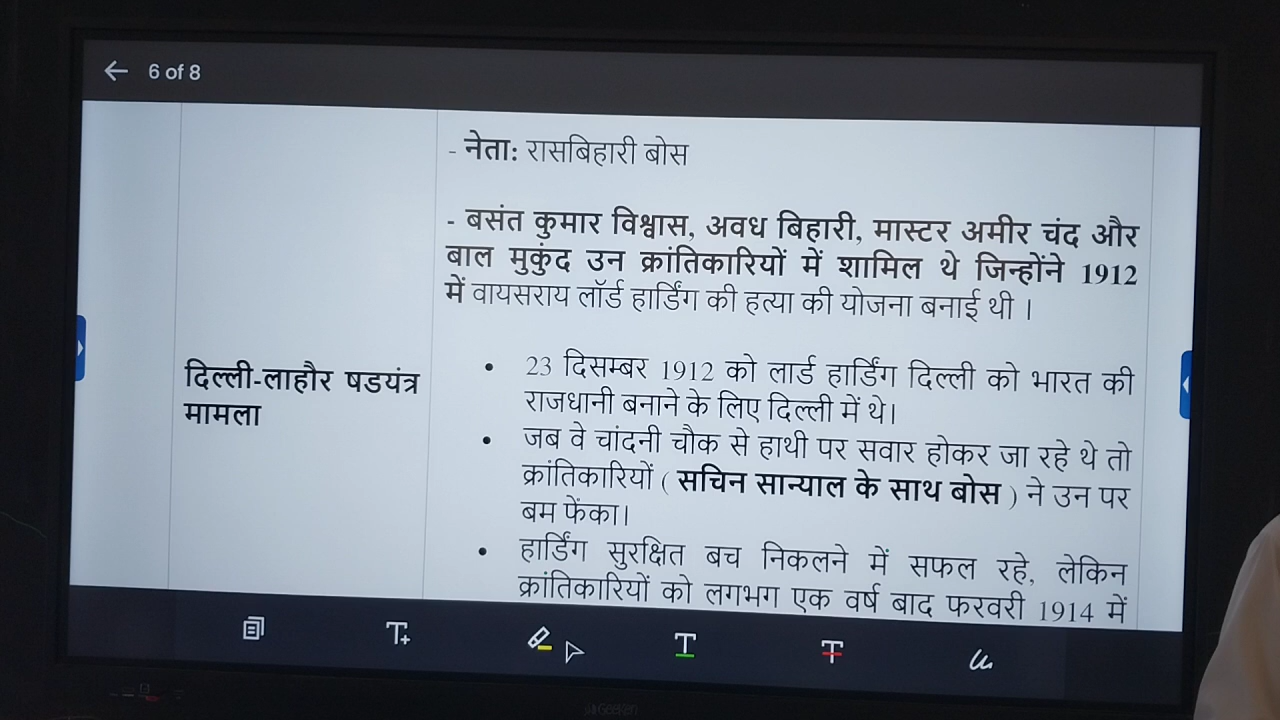 6 of 8
- नेता: रासबिहारी बोस
- बसंत कुमार विश्वास, अवध बिहारी, मास्टर अमीर चंद और
बाल मुकुंद उन क्रांतिकारियों में शामिल थे जिन्होंने 1912
में वायसराय लॉर्ड हार्डिंग की हत्या की योजना बनाई थी ।
दिल्ली-लाहौर षडयंत्र
मामला
• 23 दिसम्बर 1912 को लार्ड हार्डिंग दिल्ली को भारत की
राजधानी बनाने के लिए दिल्ली में थे।
• जब वे चांदनी चौक से हाथी पर सवार होकर जा रहे थे तो
क्रांतिकारियों ( सचिन सान्याल के साथ बोस ) ने उन पर
बम फेंका।
• हार्डिंग सुरक्षित बच निकलने में सफल रहे, लेकिन
क्रांतिकारियों को लगभग एक वर्ष बाद फरवरी 1914 में
Geeken